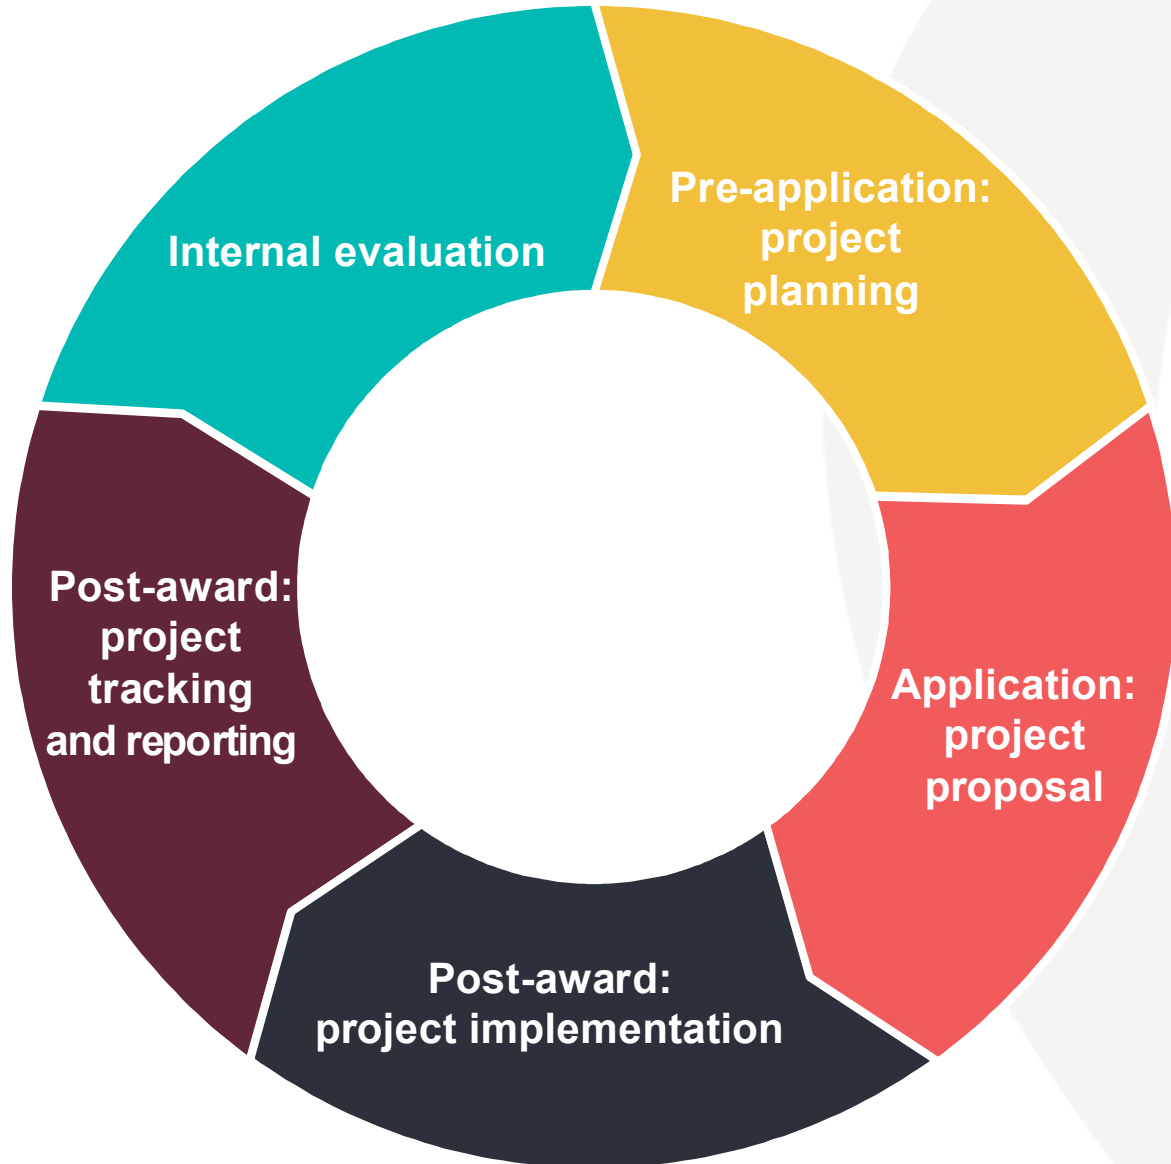 Pre-application:
project
planning
Application:
project
proposal
Post-award:
project implementation
Post-award:
project
tracking
and reporting
Internal evaluation